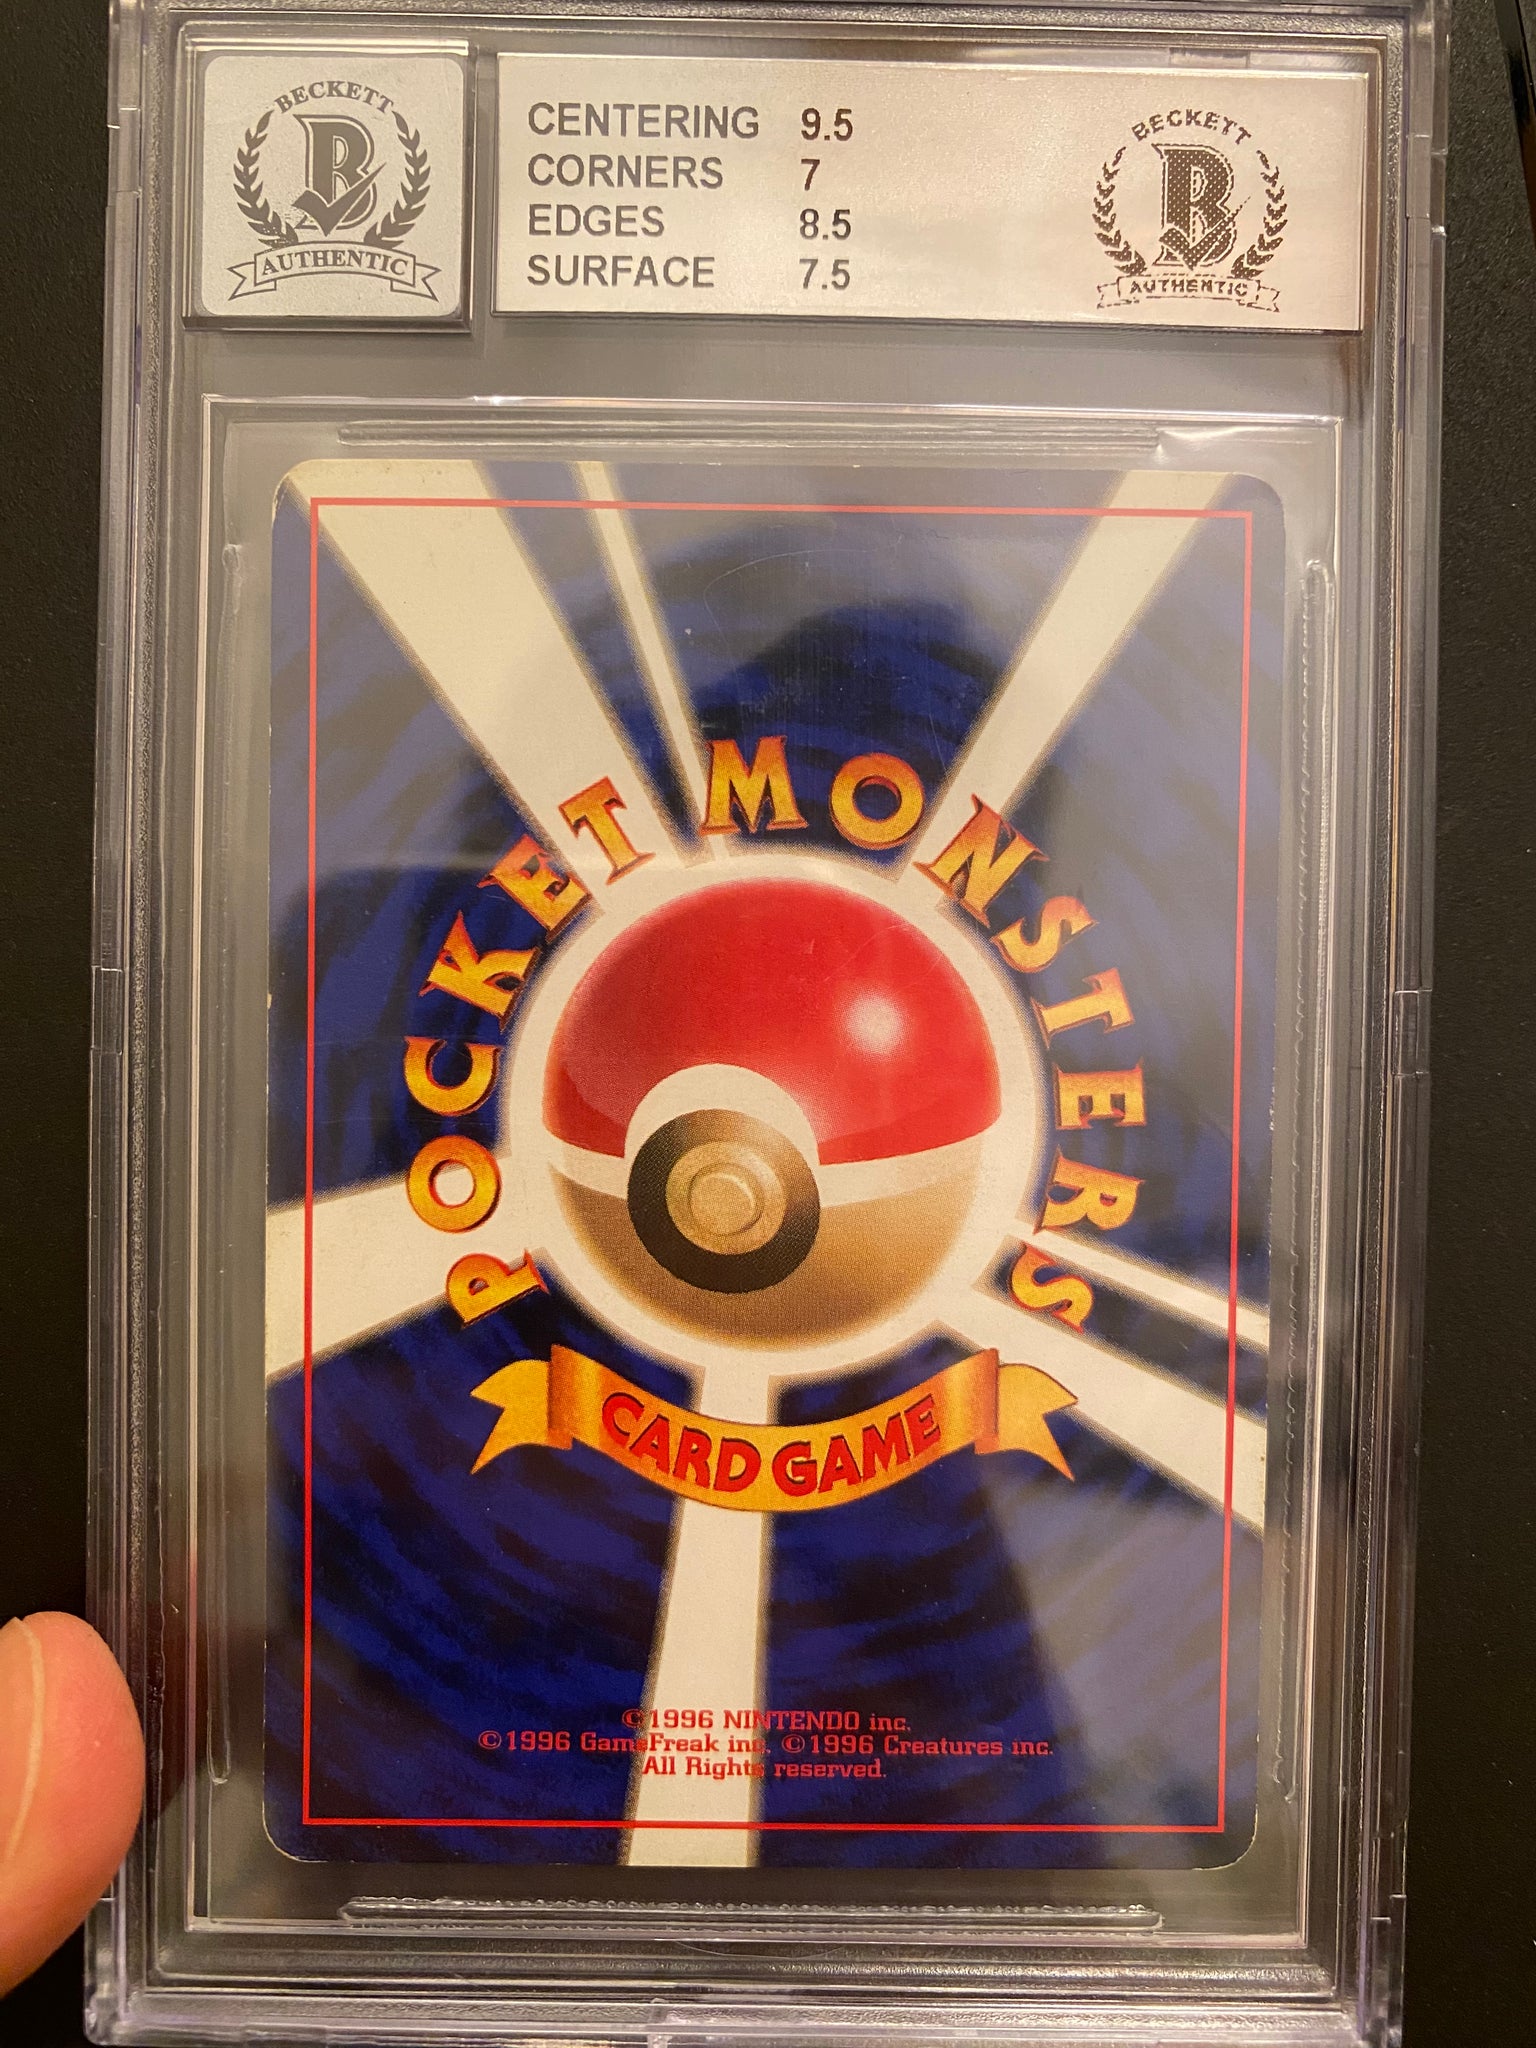 BECKETT
B
AUTHENTIC
CENTERING 9.5
CORNERS 7
EDGES 8.5
SURFACE 7.5
BECKETT
B
AUTHENTIC
POCKET MONSTERS
CARD GAME
©1996 NINTENDO inc.
©1996 GameFreak inc. ©1996 Creatures inc.
All Rights reserved.